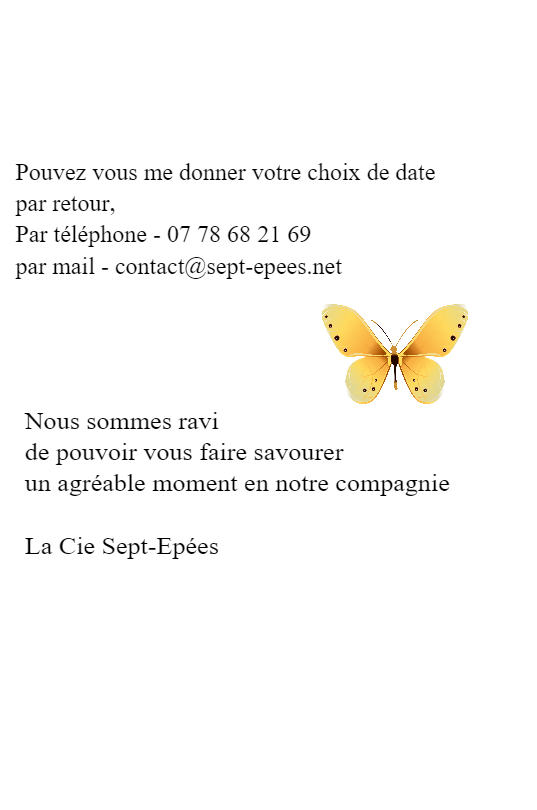 Pouvez vous me donner votre choix de date
par retour,
Par téléphone - 07 78 68 21 69
par mail - contact@sept-epees.net
Nous sommes ravi
de pouvoir vous faire savourer
un agréable moment en notre compagnie
La Cie Sept-Epées